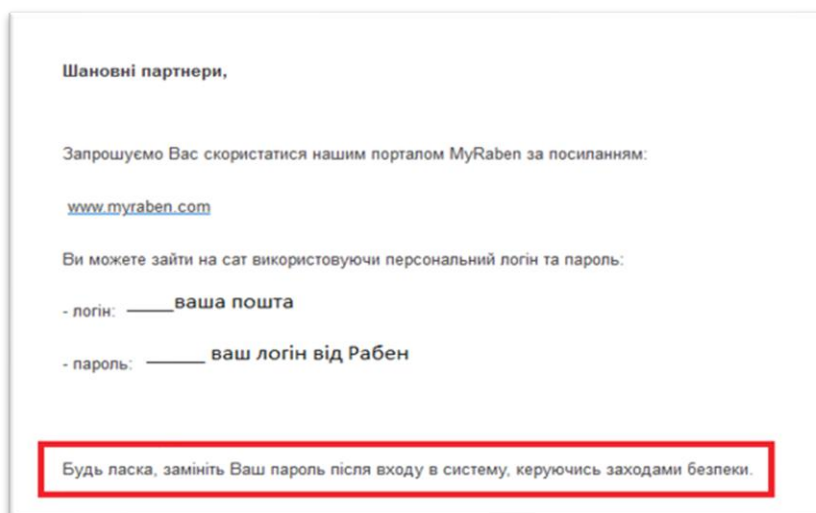 Шановні партнери,
Запрошуємо Вас скористатися нашим порталом MyRaben за посиланням:
www.myraben.com
Ви можете зайти на сат використовуючи персональний логін та пароль:
- логін: _____ваша пошта
- пароль: ______ ваш логін від Рабен
Будь ласка, замініть Ваш пароль після входу в систему, керуючись заходами безпеки.